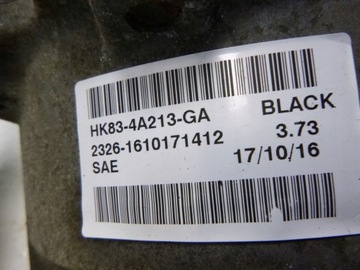 HK83-4A213-GA BLACK
2326-1610171412 3.73
SAE 17/10/16